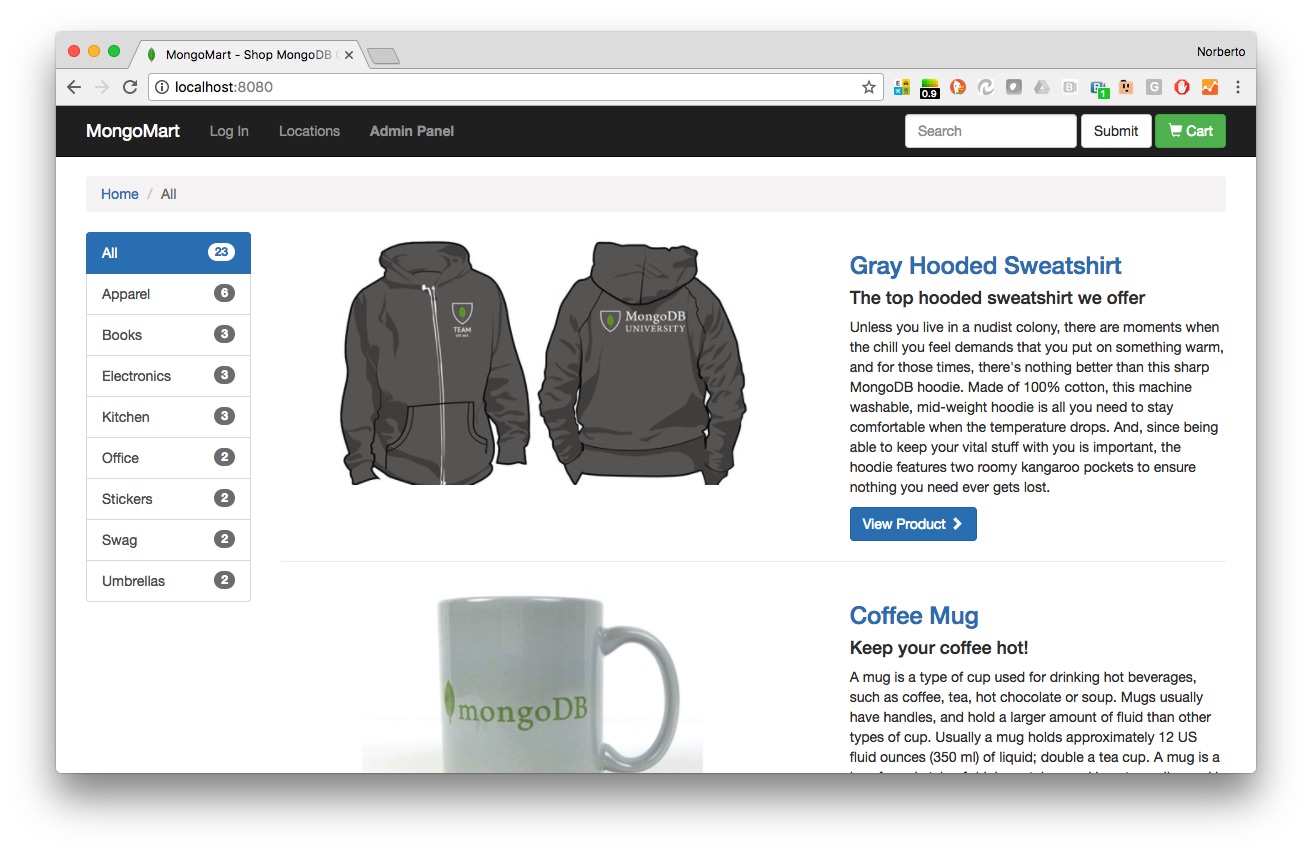 MongoMart - Shop MongoDB
Norberto
localhost:8080
0.9
1
G
MongoMart Log In Locations Admin Panel Search Submit Cart
Home / All
All 23
Apparel 6
Books 3
Electronics 3
Kitchen 3
Office 2
Stickers 2
Swag 2
Umbrellas 2
TEAM
MongoDB
UNIVERSITY
Gray Hooded Sweatshirt
The top hooded sweatshirt we offer
Unless you live in a nudist colony, there are moments when
the chill you feel demands that you put on something warm,
and for those times, there's nothing better than this sharp
MongoDB hoodie. Made of 100% cotton, this machine
washable, mid-weight hoodie is all you need to stay
comfortable when the temperature drops. And, since being
able to keep your vital stuff with you is important, the
hoodie features two roomy kangaroo pockets to ensure
nothing you need ever gets lost.
View Product
mongoDB
Coffee Mug
Keep your coffee hot!
A mug is a type of cup used for drinking hot beverages,
such as coffee, tea, hot chocolate or soup. Mugs usually
have handles, and hold a larger amount of fluid than other
types of cup. Usually a mug holds approximately 12 US
fluid ounces (350 ml) of liquid; double a tea cup. A mug is a